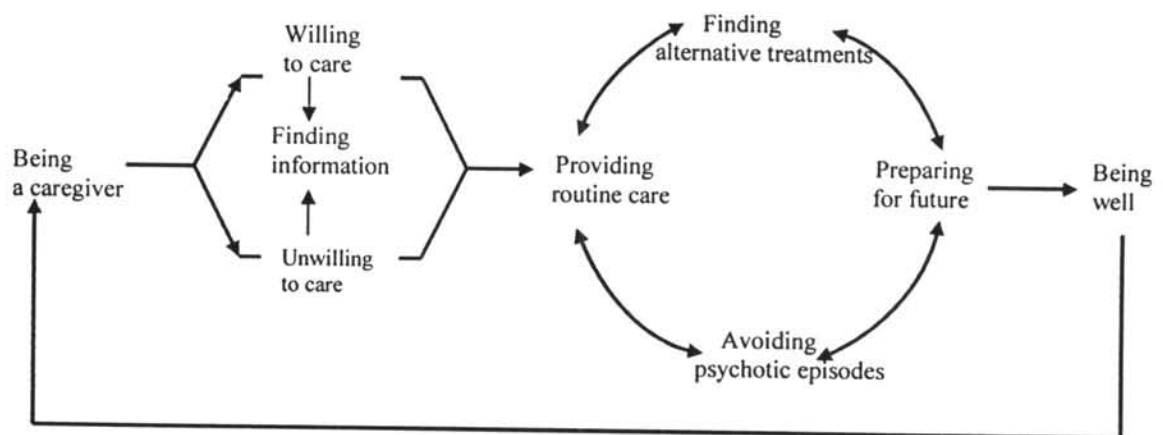 Willing
to care
Finding
alternative treatments
Finding
information
Being
a caregiver
Providing
routine care
Preparing
for future
Being
well
Unwilling
to care
Avoiding
psychotic episodes